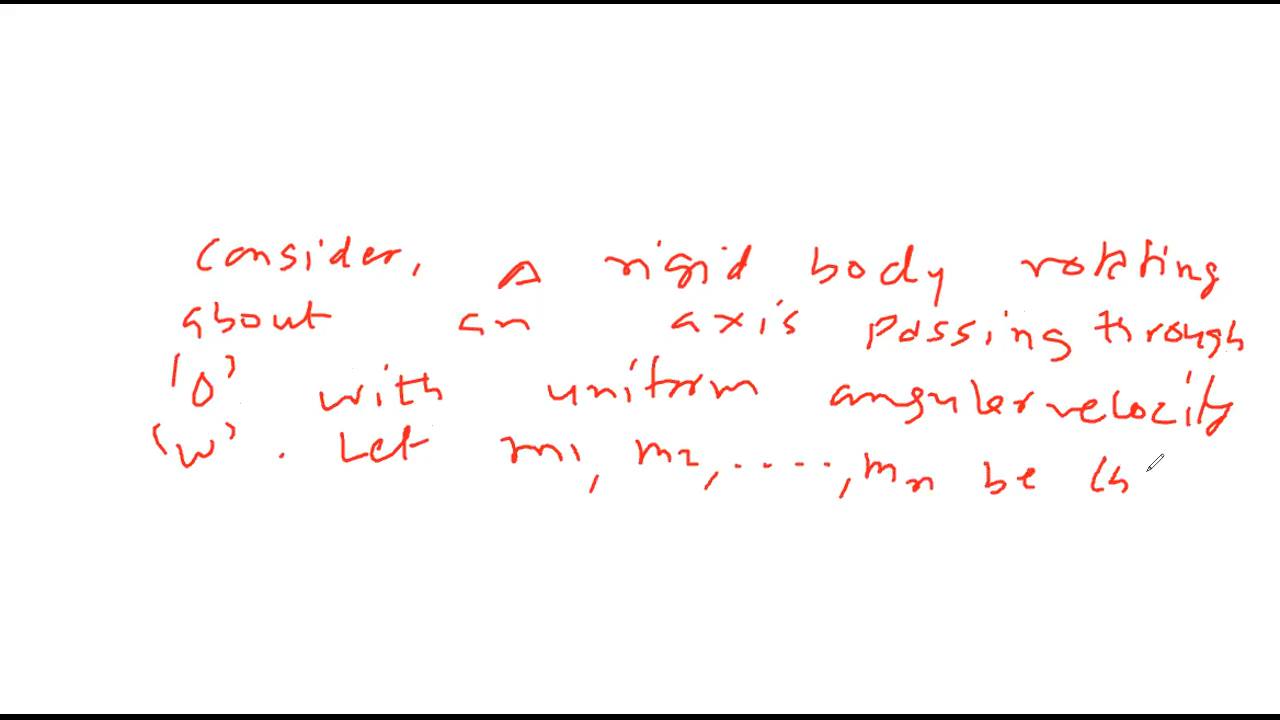 Consider, A rigid body rotating
about an axis passing through
'O' with uniform angular velocity
'w'. Let m1, m2, ....., mn be